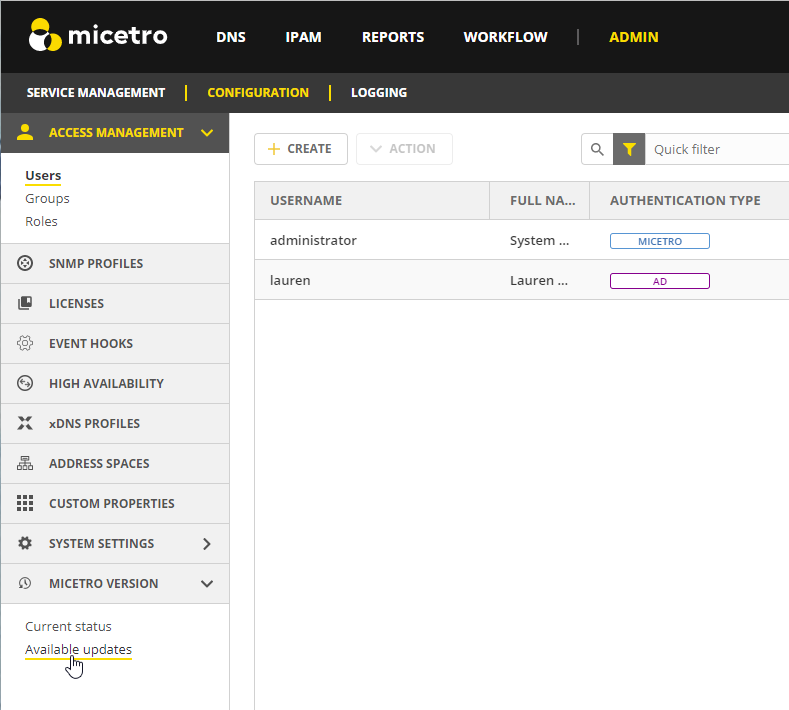 micetro DNS IPAM REPORTS WORKFLOW | ADMIN
SERVICE MANAGEMENT | CONFIGURATION | LOGGING
ACCESS MANAGEMENT
Users
Groups
Roles
SNMP PROFILES
LICENSES
EVENT HOOKS
HIGH AVAILABILITY
xDNS PROFILES
ADDRESS SPACES
CUSTOM PROPERTIES
SYSTEM SETTINGS
MICETRO VERSION
Current status
Available updates
CREATE ACTION Quick filter
USERNAME FULL NA... AUTHENTICATION TYPE
administrator System ... MICETRO
lauren Lauren ... AD